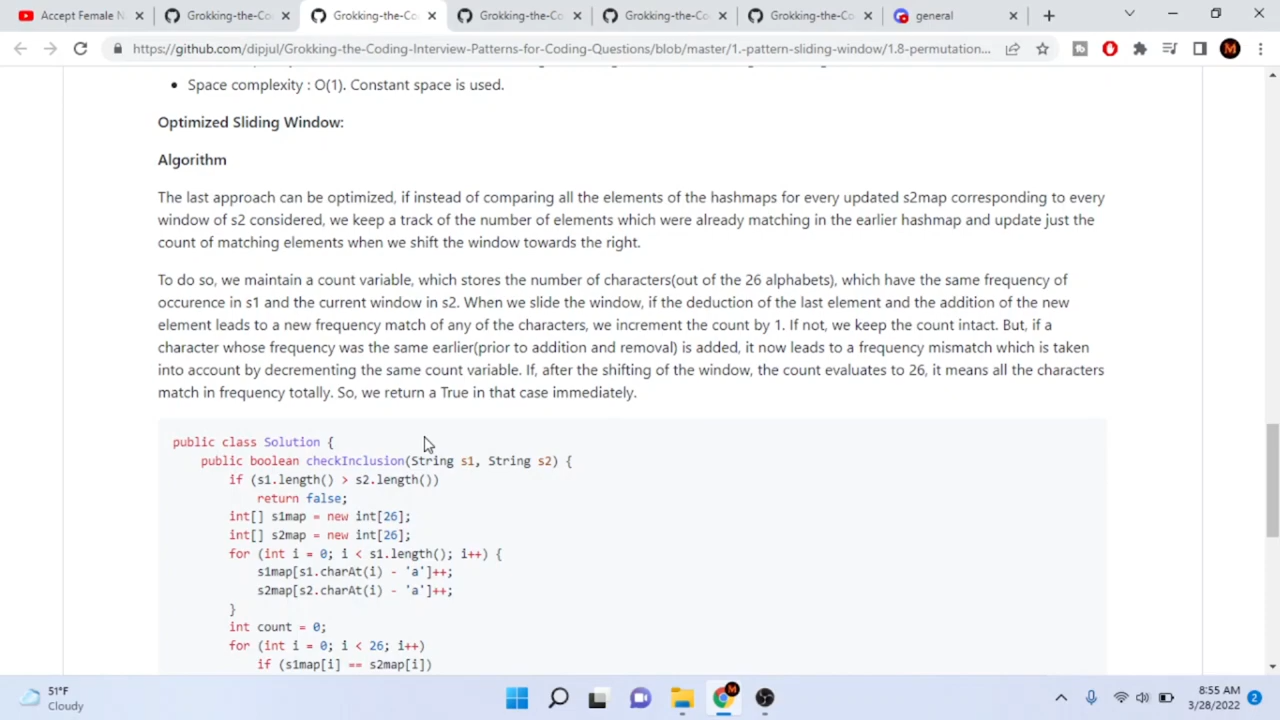 Accept Female N
Grokking-the-Co
Grokking-the-Co
Grokking-the-Co
Grokking-the-Co
Grokking-the-Co
general
https://github.com/dipjul/Grokking-the-Coding-Interview-Patterns-for-Coding-Questions/blob/master/1.-pattern-sliding-window/1.8-permutation...
M
• Space complexity : O(1). Constant space is used.
Optimized Sliding Window:
Algorithm
The last approach can be optimized, if instead of comparing all the elements of the hashmaps for every updated s2map corresponding to every
window of s2 considered, we keep a track of the number of elements which were already matching in the earlier hashmap and update just the
count of matching elements when we shift the window towards the right.
To do so, we maintain a count variable, which stores the number of characters(out of the 26 alphabets), which have the same frequency of
occurence in s1 and the current window in s2. When we slide the window, if the deduction of the last element and the addition of the new
element leads to a new frequency match of any of the characters, we increment the count by 1. If not, we keep the count intact. But, if a
character whose frequency was the same earlier(prior to addition and removal) is added, it now leads to a frequency mismatch which is taken
into account by decrementing the same count variable. If, after the shifting of the window, the count evaluates to 26, it means all the characters
match in frequency totally. So, we return a True in that case immediately.
public class Solution {
public boolean checkInclusion(String s1, String s2) {
if (s1.length() > s2.length())
return false;
int[] s1map = new int[26];
int[] s2map = new int[26];
for (int i = 0; i < s1.length(); i++) {
s1map[s1.charAt(i) - 'a']++;
s2map[s2.charAt(i) - 'a']++;
}
int count = 0;
for (int i = 0; i < 26; i++)
if (s1map[i] == s2map[i])
51°F
Cloudy
M
8:55 AM
3/28/2022
2